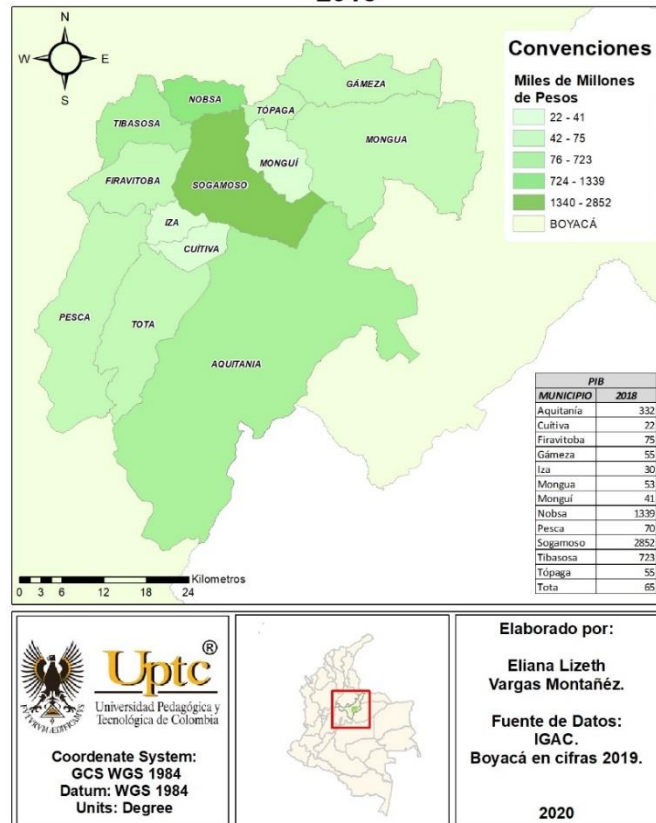 2018
N
W E
S
Convenciones
Miles de Millones
de Pesos
22 - 41
42 - 75
76 - 723
724 - 1339
1340 - 2852
BOYACÁ
GÁMEZA
NOBSA
TÓPAGA
TIBASOSA
MONGUA
MONGUÍ
FIRAVITOBA
SOGAMOSO
IZA
CUÍTIVA
PESCA
TOTA
AQUITANIA
PIB
MUNICIPIO 2018
Aquitanía 332
Cuítiva 22
Firavitoba 75
Gámeza 55
Iza 30
Mongua 53
Monguí 41
Nobsa 1339
Pesca 70
Sogamoso 2852
Tibasosa 723
Tópaga 55
Tota 65
Kilometros
0 3 6 12 18 24
Uptc®
Universidad Pedagógica y
Tecnológica de Colombia
Coordenate System:
GCS WGS 1984
Datum: WGS 1984
Units: Degree
Elaborado por:
Eliana Lizeth
Vargas Montañéz.
Fuente de Datos:
IGAC.
Boyacá en cifras 2019.
2020